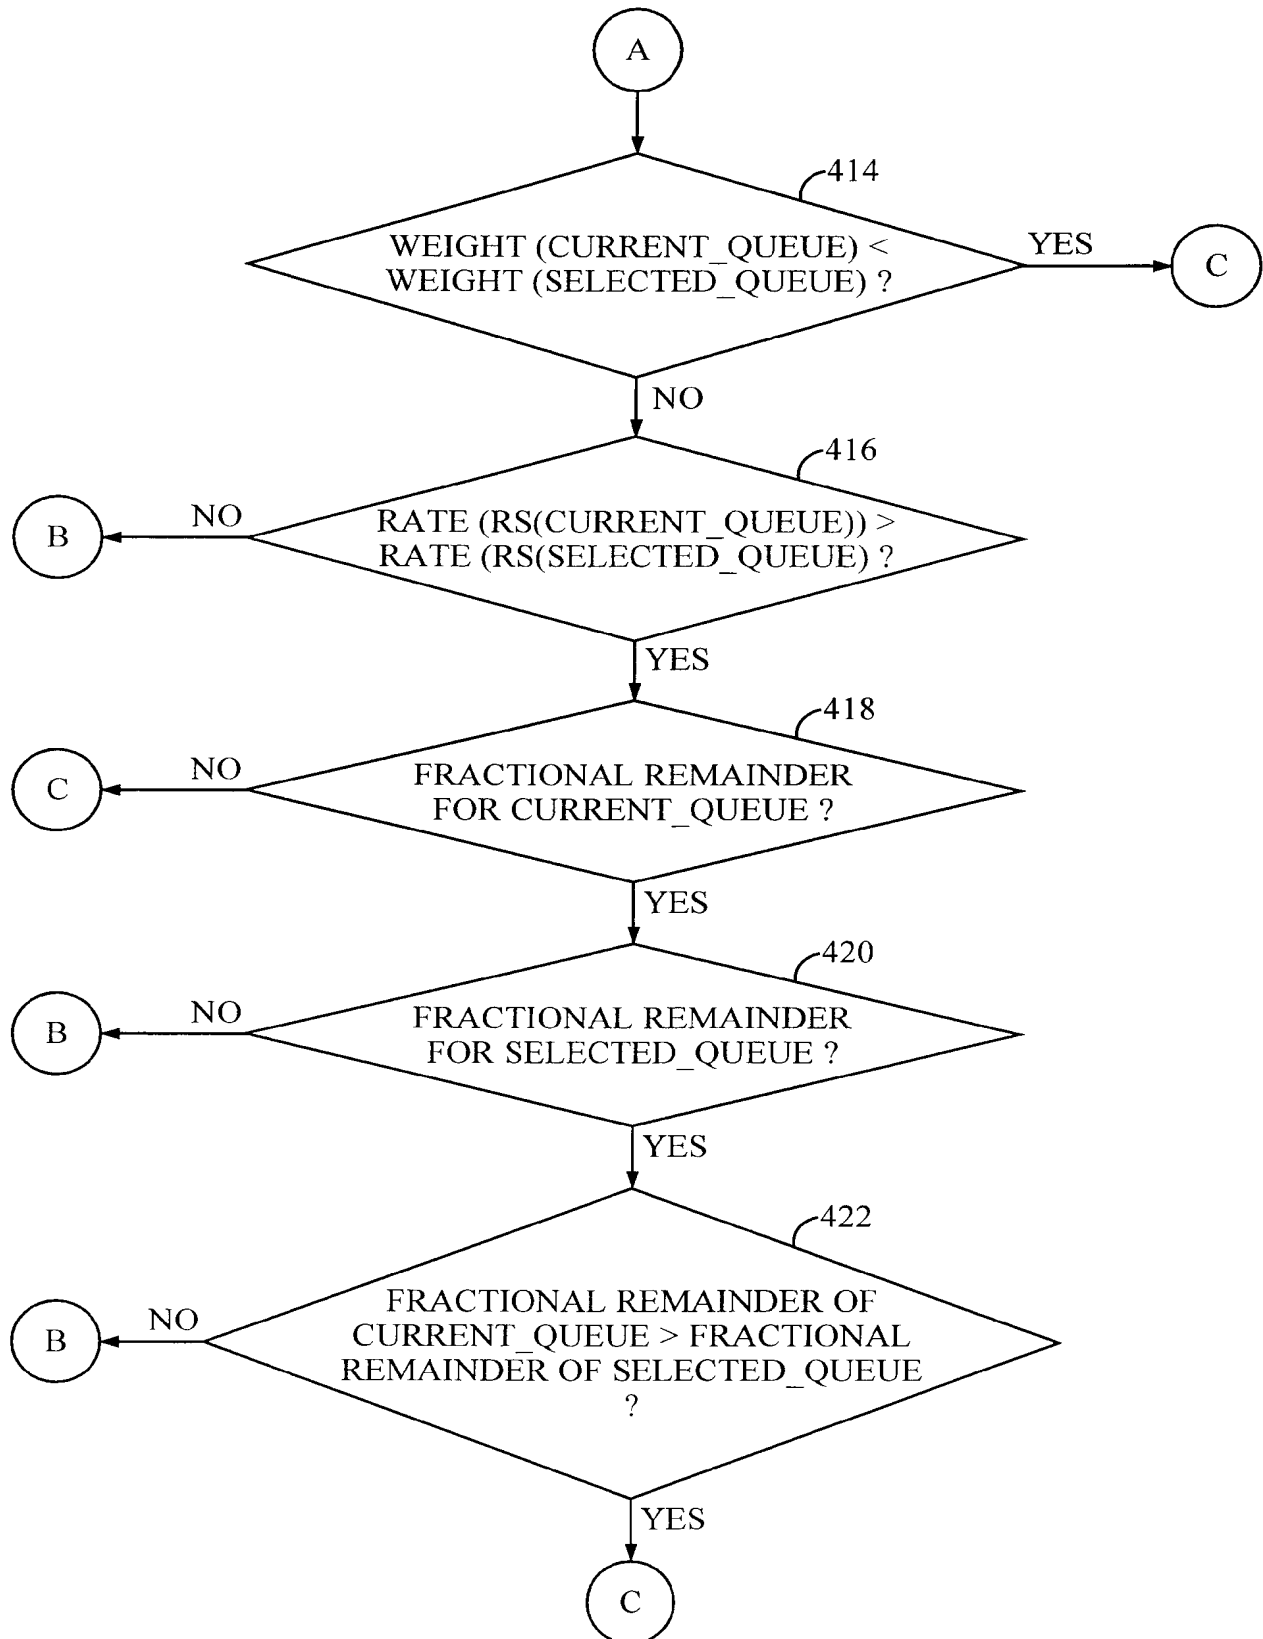 A
414
WEIGHT (CURRENT_QUEUE) <
WEIGHT (SELECTED_QUEUE) ?
YES
C
NO
416
RATE (RS(CURRENT_QUEUE)) >
RATE (RS(SELECTED_QUEUE) ?
NO
B
YES
418
FRACTIONAL REMAINDER
FOR CURRENT_QUEUE ?
NO
C
YES
420
FRACTIONAL REMAINDER
FOR SELECTED_QUEUE ?
NO
B
YES
422
FRACTIONAL REMAINDER OF
CURRENT_QUEUE > FRACTIONAL
REMAINDER OF SELECTED_QUEUE
?
NO
B
YES
C